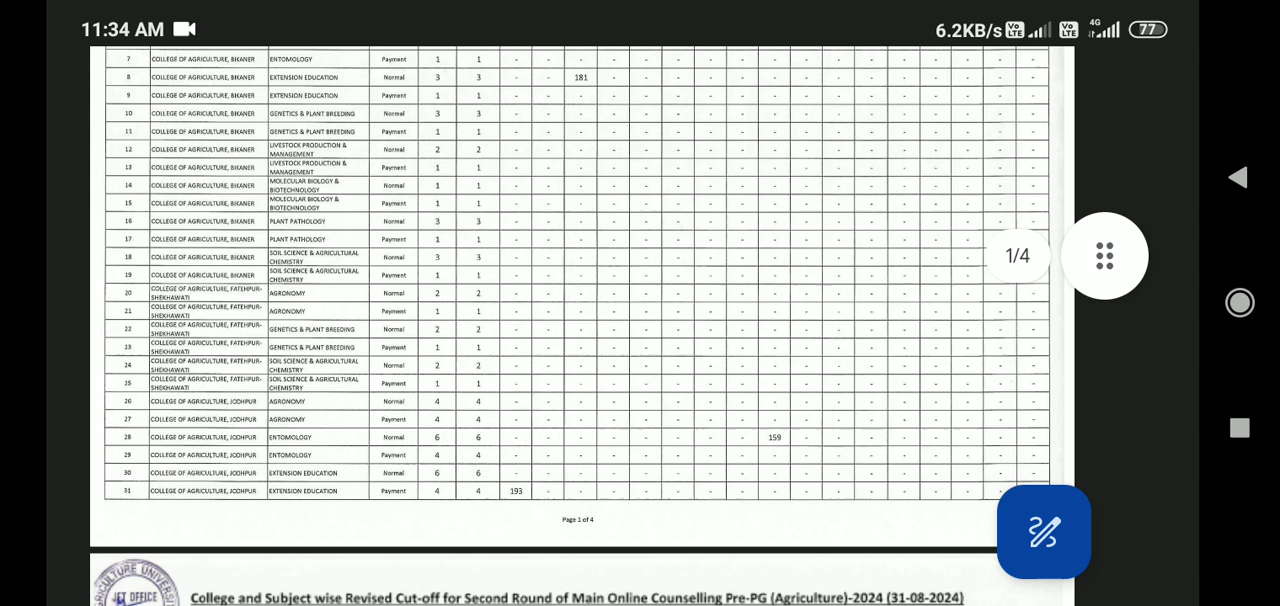 11:34 AM 6.2KB/s Vo LTE Vo LTE 4G 77
7 COLLEGE OF AGRICULTURE, BIKANER ENTOMOLOGY Payment 1 1 - - - - - - - - - - - - - - - - -
8 COLLEGE OF AGRICULTURE, BIKANER EXTENSION EDUCATION Normal 3 3 - - 181 - - - - - - - - - - - - - -
9 COLLEGE OF AGRICULTURE, BIKANER EXTENSION EDUCATION Payment 1 1 - - - - - - - - - - - - - - - - -
10 COLLEGE OF AGRICULTURE, BIKANER GENETICS & PLANT BREEDING Normal 3 3 - - - - - - - - - - - - - - - - -
11 COLLEGE OF AGRICULTURE, BIKANER GENETICS & PLANT BREEDING Payment 1 1 - - - - - - - - - - - - - - - - -
12 COLLEGE OF AGRICULTURE, BIKANER LIVESTOCK PRODUCTION & MANAGEMENT Normal 2 2 - - - - - - - - - - - - - - - - -
13 COLLEGE OF AGRICULTURE, BIKANER LIVESTOCK PRODUCTION & MANAGEMENT Payment 1 1 - - - - - - - - - - - - - - - - -
14 COLLEGE OF AGRICULTURE, BIKANER MOLECULAR BIOLOGY & BIOTECHNOLOGY Normal 1 1 - - - - - - - - - - - - - - - - -
15 COLLEGE OF AGRICULTURE, BIKANER MOLECULAR BIOLOGY & BIOTECHNOLOGY Payment 1 1 - - - - - - - - - - - - - - - - -
16 COLLEGE OF AGRICULTURE, BIKANER PLANT PATHOLOGY Normal 3 3 - - - - - - - - - - - - - - - - -
17 COLLEGE OF AGRICULTURE, BIKANER PLANT PATHOLOGY Payment 1 1 - - - - - - - - - - - - - - - -
18 COLLEGE OF AGRICULTURE, BIKANER SOIL SCIENCE & AGRICULTURAL CHEMISTRY Normal 3 3 - - - - - - - - - - - - - - -
1/4
19 COLLEGE OF AGRICULTURE, BIKANER SOIL SCIENCE & AGRICULTURAL CHEMISTRY Payment 1 1 - - - - - - - - - - - - - - - -
20 COLLEGE OF AGRICULTURE, FATEHPUR-SHEKHAWATI AGRONOMY Normal 2 2 - - - - - - - - - - - - - - - - -
21 COLLEGE OF AGRICULTURE, FATEHPUR-SHEKHAWATI AGRONOMY Payment 1 1 - - - - - - - - - - - - - - - - -
22 COLLEGE OF AGRICULTURE, FATEHPUR-SHEKHAWATI GENETICS & PLANT BREEDING Normal 2 2 - - - - - - - - - - - - - - - - -
23 COLLEGE OF AGRICULTURE, FATEHPUR-SHEKHAWATI GENETICS & PLANT BREEDING Payment 1 1 - - - - - - - - - - - - - - - - -
24 COLLEGE OF AGRICULTURE, FATEHPUR-SHEKHAWATI SOIL SCIENCE & AGRICULTURAL CHEMISTRY Normal 2 2 - - - - - - - - - - - - - - - - -
25 COLLEGE OF AGRICULTURE, FATEHPUR-SHEKHAWATI SOIL SCIENCE & AGRICULTURAL CHEMISTRY Payment 1 1 - - - - - - - - - - - - - - - - -
26 COLLEGE OF AGRICULTURE, JODHPUR AGRONOMY Normal 4 4 - - - - - - - - - - - - - - - - -
27 COLLEGE OF AGRICULTURE, JODHPUR AGRONOMY Payment 4 4 - - - - - - - - - - - - - - - - -
28 COLLEGE OF AGRICULTURE, JODHPUR ENTOMOLOGY Normal 6 6 - - - - - - - - 159 - - - - - - - -
29 COLLEGE OF AGRICULTURE, JODHPUR ENTOMOLOGY Payment 4 4 - - - - - - - - - - - - - - - - -
30 COLLEGE OF AGRICULTURE, JODHPUR EXTENSION EDUCATION Normal 6 6 - - - - - - - - - - - - - - - - -
31 COLLEGE OF AGRICULTURE, JODHPUR EXTENSION EDUCATION Payment 4 4 193 - - - - - - - - - - - - - - - -
Page 1 of 4
JET OFFICE
College and Subject wise Revised Cut-off for Second Round of Main Online Counselling Pre-PG (Agriculture)-2024 (31-08-2024)